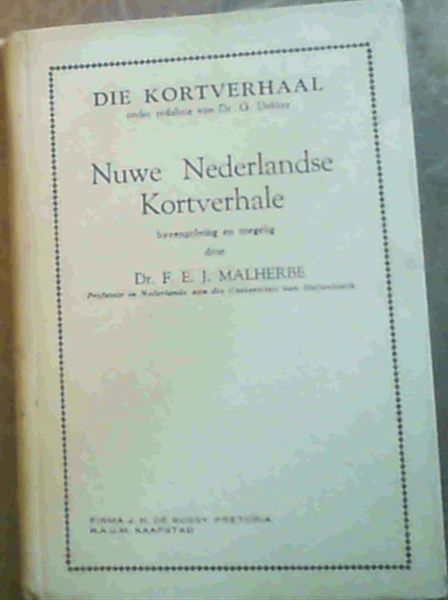 DIE KORTVERHAAL
onder redaksie van Dr. G. Dekker
Nuwe Nederlandse
Kortverhale
byeengebring en toegelig
deur
Dr. F. E. J. MALHERBE
Professor in Nederlands aan die Universiteit van Stellenbosch
FIRMA J. H. DE BUSSY PRETORIA
H.A.U.M. KAAPSTAD